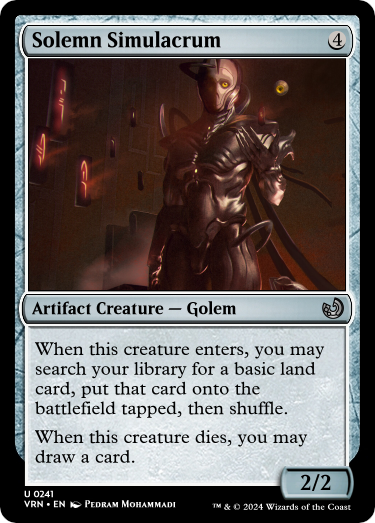 Solemn Simulacrum 4
Artifact Creature — Golem
When this creature enters, you may
search your library for a basic land
card, put that card onto the
battlefield tapped, then shuffle.
When this creature dies, you may
draw a card.
2/2
U 0241
VRN • EN Pedram Mohammadi
™ & © 2024 Wizards of the Coast